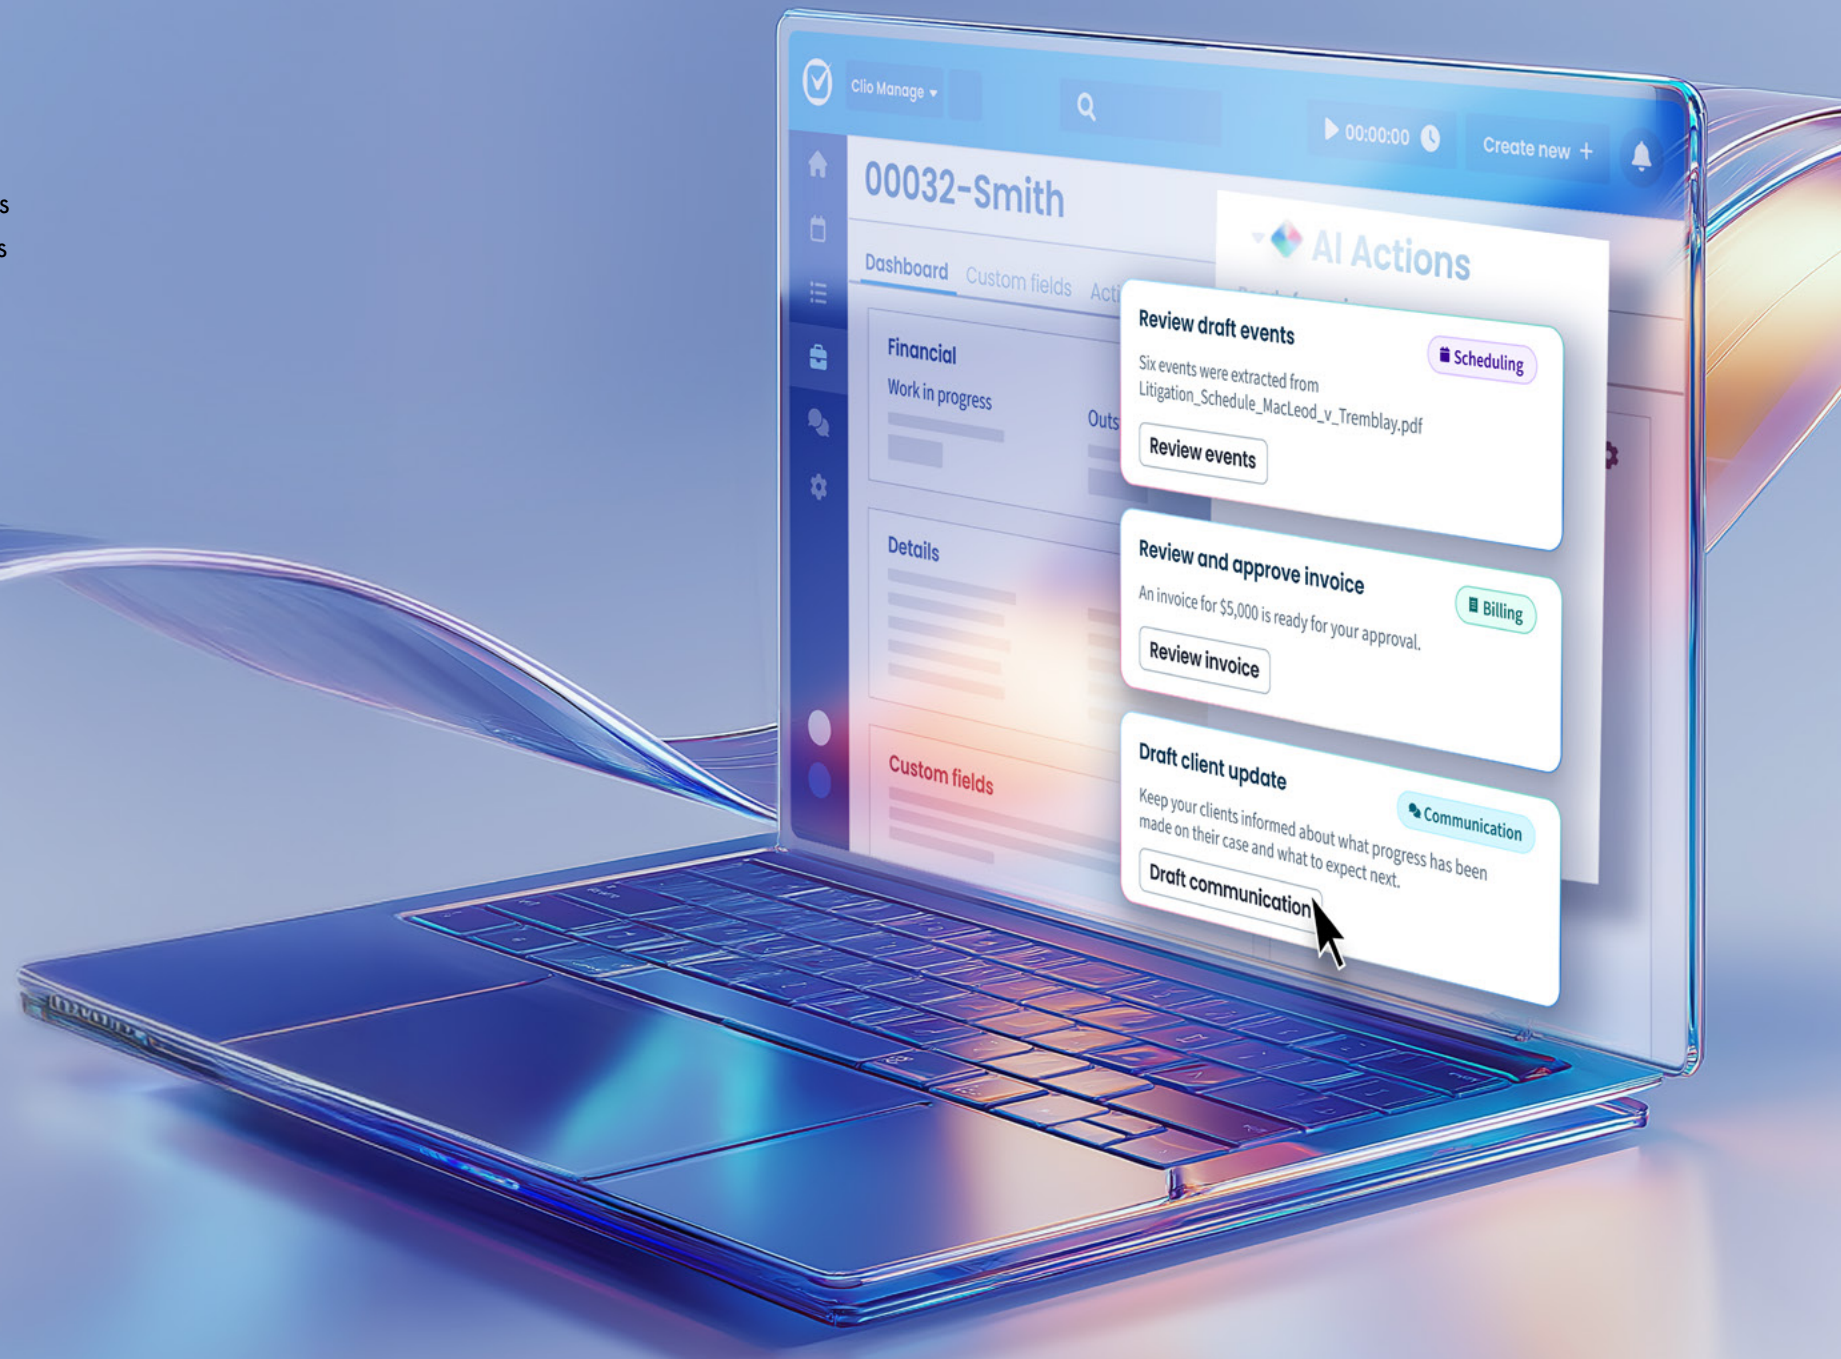 s
s
Clio Manage
00:00:00
Create new +
00032-Smith
AI Actions
Dashboard Custom fields
Financial
Work in progress
Details
Custom fields
Review draft events
Scheduling
Six events were extracted from
Litigation_Schedule_MacLeod_v_Tremblay.pdf
Review events
Review and approve invoice
Billing
An invoice for $5,000 is ready for your approval.
Review invoice
Draft client update
Communication
Keep your clients informed about what progress has been
made on their case and what to expect next.
Draft communication